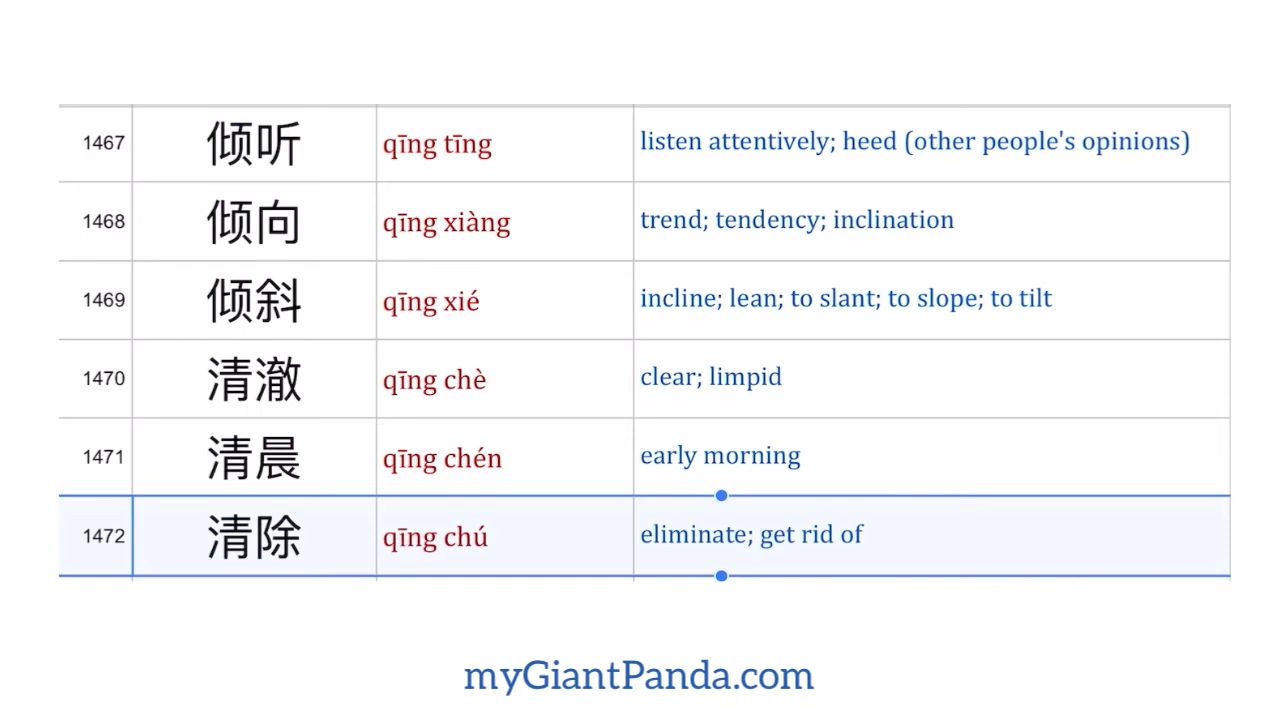 1467 倾听 qīng tīng listen attentively; heed (other people's opinions)
1468 倾向 qīng xiàng trend; tendency; inclination
1469 倾斜 qīng xié incline; lean; to slant; to slope; to tilt
1470 清澈 qīng chè clear; limpid
1471 清晨 qīng chén early morning
1472 清除 qīng chú eliminate; get rid of
myGiantPanda.com